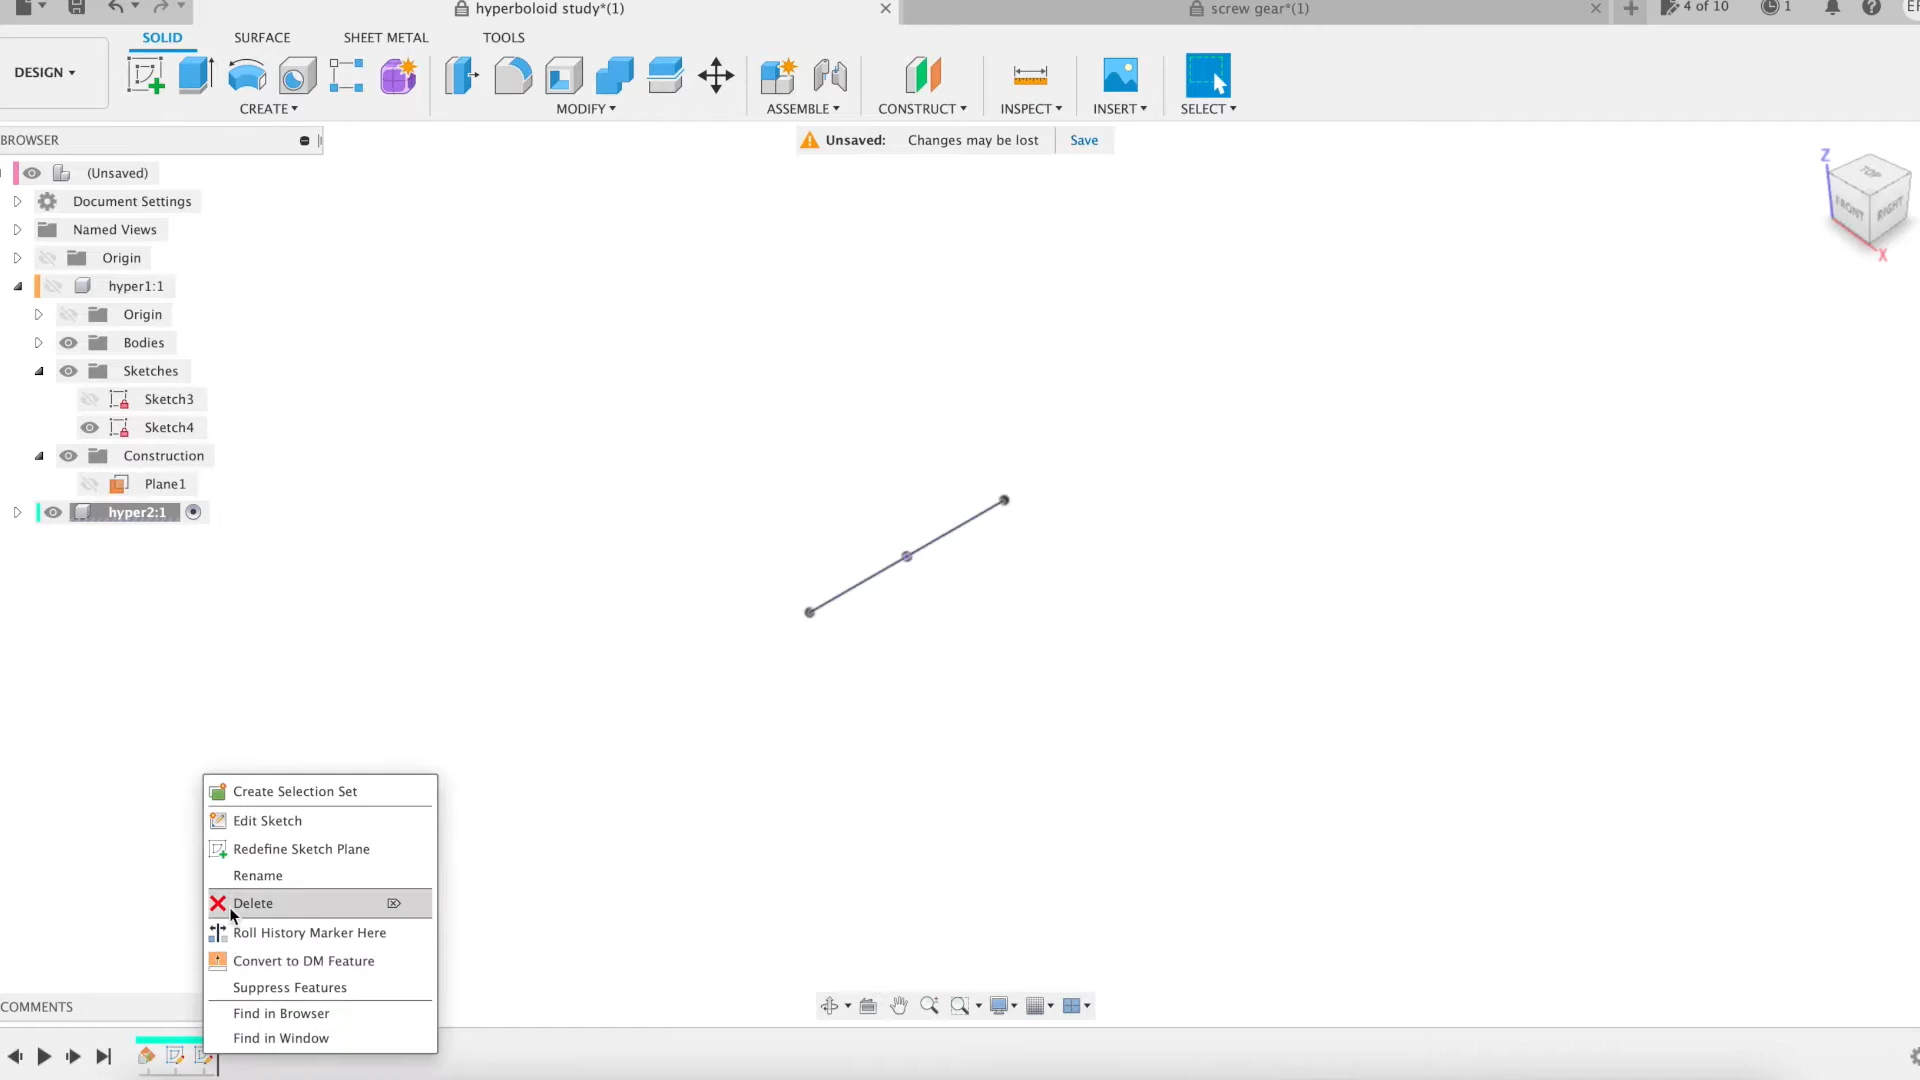 hyperboloid study*(1)
screw gear*(1)
4 of 10
1
SOLID
SURFACE
SHEET METAL
TOOLS
DESIGN
CREATE
MODIFY
ASSEMBLE
CONSTRUCT
INSPECT
INSERT
SELECT
BROWSER
Unsaved: Changes may be lost Save
(Unsaved)
Document Settings
Named Views
Origin
hyper1:1
Origin
Bodies
Sketches
Sketch3
Sketch4
Construction
Plane1
hyper2:1
Z
TOP
FRONT
RIGHT
X
Create Selection Set
Edit Sketch
Redefine Sketch Plane
Rename
Delete
Roll History Marker Here
Convert to DM Feature
Suppress Features
Find in Browser
Find in Window
COMMENTS